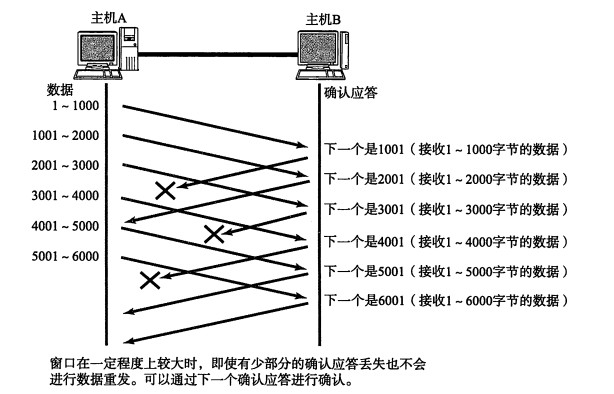 主机A 主机B
数据 确认应答
1～1000
下一个是1001（接收1～1000字节的数据）
1001～2000
下一个是2001（接收1～2000字节的数据）
2001～3000
下一个是3001（接收1～3000字节的数据）
3001～4000
下一个是4001（接收1～4000字节的数据）
4001～5000
下一个是5001（接收1～5000字节的数据）
5001～6000
下一个是6001（接收1～6000字节的数据）
窗口在一定程度上较大时，即使有少部分的确认应答丢失也不会
进行数据重发。可以通过下一个确认应答进行确认。